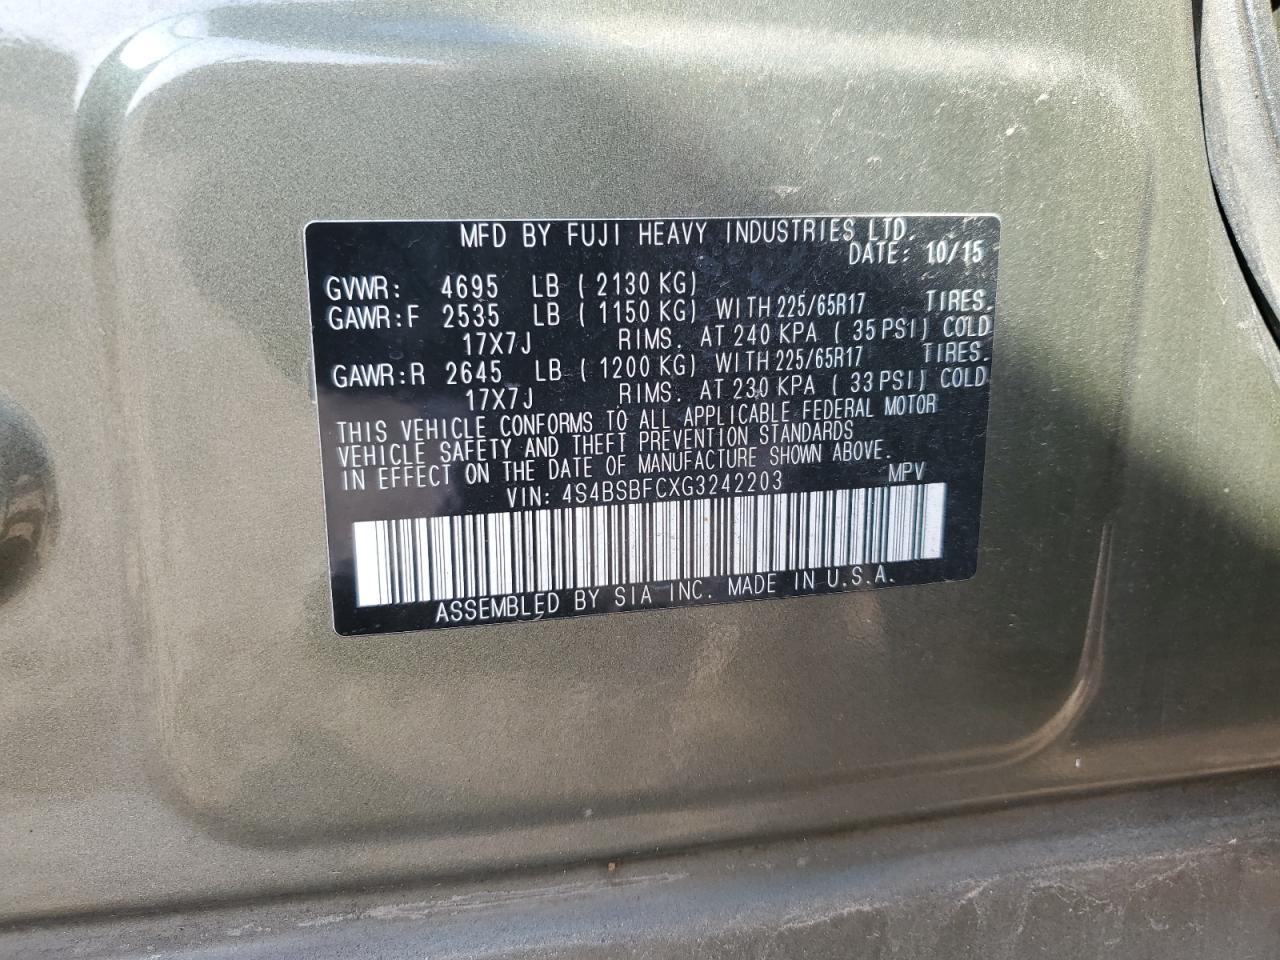 MFD BY FUJI HEAVY INDUSTRIES LTD.
DATE: 10/15
GVWR: 4695 LB ( 2130 KG)
GAWR:F 2535 LB ( 1150 KG) WITH 225/65R17 TIRES.
17X7J RIMS. AT 240 KPA ( 35 PSI) COLD
GAWR:R 2645 LB ( 1200 KG) WITH 225/65R17 TIRES.
17X7J RIMS. AT 230 KPA ( 33 PSI) COLD
THIS VEHICLE CONFORMS TO ALL APPLICABLE FEDERAL MOTOR
VEHICLE SAFETY AND THEFT PREVENTION STANDARDS
IN EFFECT ON THE DATE OF MANUFACTURE SHOWN ABOVE.
VIN: 4S4BSBFCXG3242203 MPV
ASSEMBLED BY SIA INC. MADE IN U.S.A.